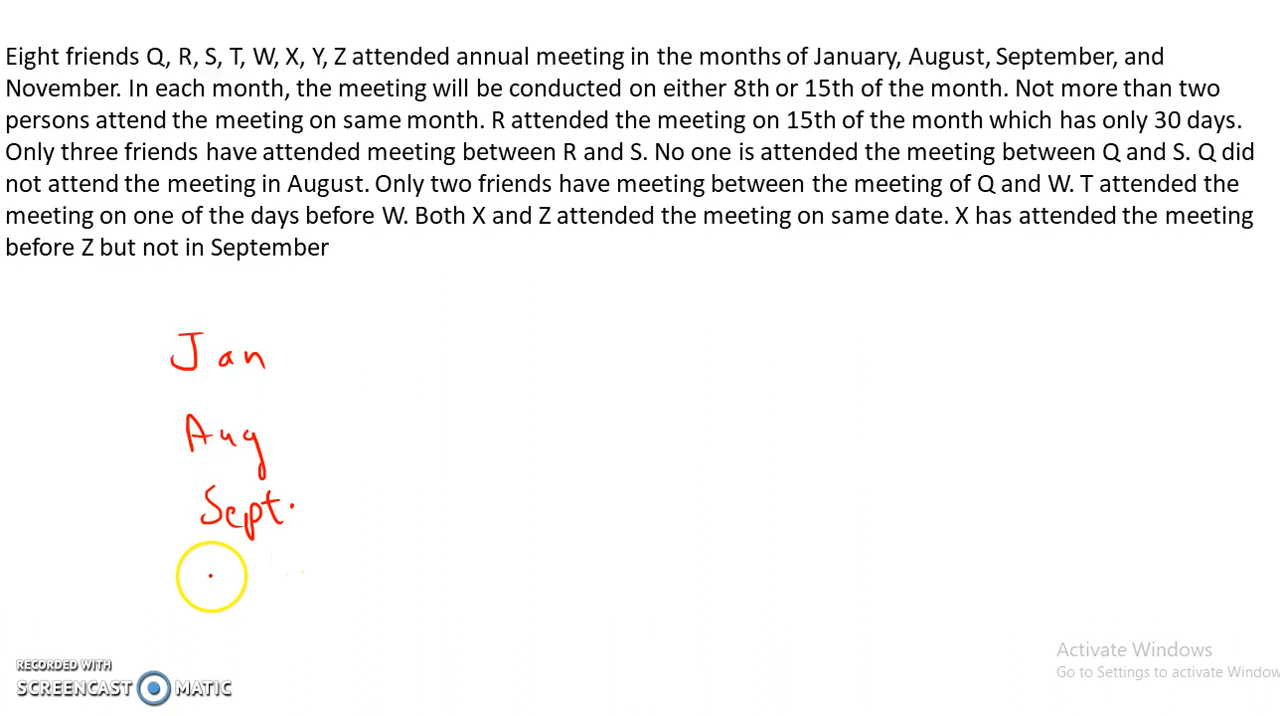 Eight friends Q, R, S, T, W, X, Y, Z attended annual meeting in the months of January, August, September, and
November. In each month, the meeting will be conducted on either 8th or 15th of the month. Not more than two
persons attend the meeting on same month. R attended the meeting on 15th of the month which has only 30 days.
Only three friends have attended meeting between R and S. No one is attended the meeting between Q and S. Q did
not attend the meeting in August. Only two friends have meeting between the meeting of Q and W. T attended the
meeting on one of the days before W. Both X and Z attended the meeting on same date. X has attended the meeting
before Z but not in September
Jan
Aug
Sept.
Activate Windows
Go to Settings to activate Window
RECORDED WITH
SCREENCAST MATIC